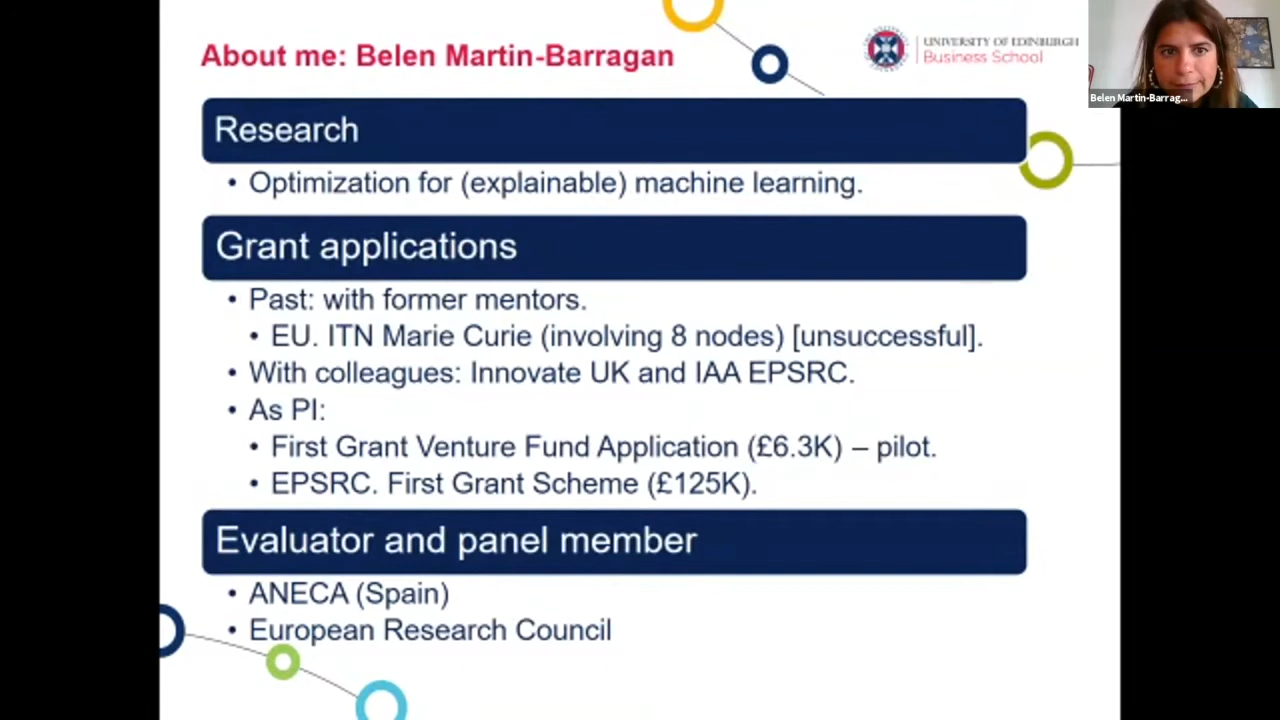 About me: Belen Martin-Barragan
UNIVERSITY OF EDINBURGH
Business School
Belen Martin-Barrag...
Research
• Optimization for (explainable) machine learning.
Grant applications
• Past: with former mentors.
• EU. ITN Marie Curie (involving 8 nodes) [unsuccessful].
• With colleagues: Innovate UK and IAA EPSRC.
• As PI:
• First Grant Venture Fund Application (£6.3K) – pilot.
• EPSRC. First Grant Scheme (£125K).
Evaluator and panel member
• ANECA (Spain)
• European Research Council